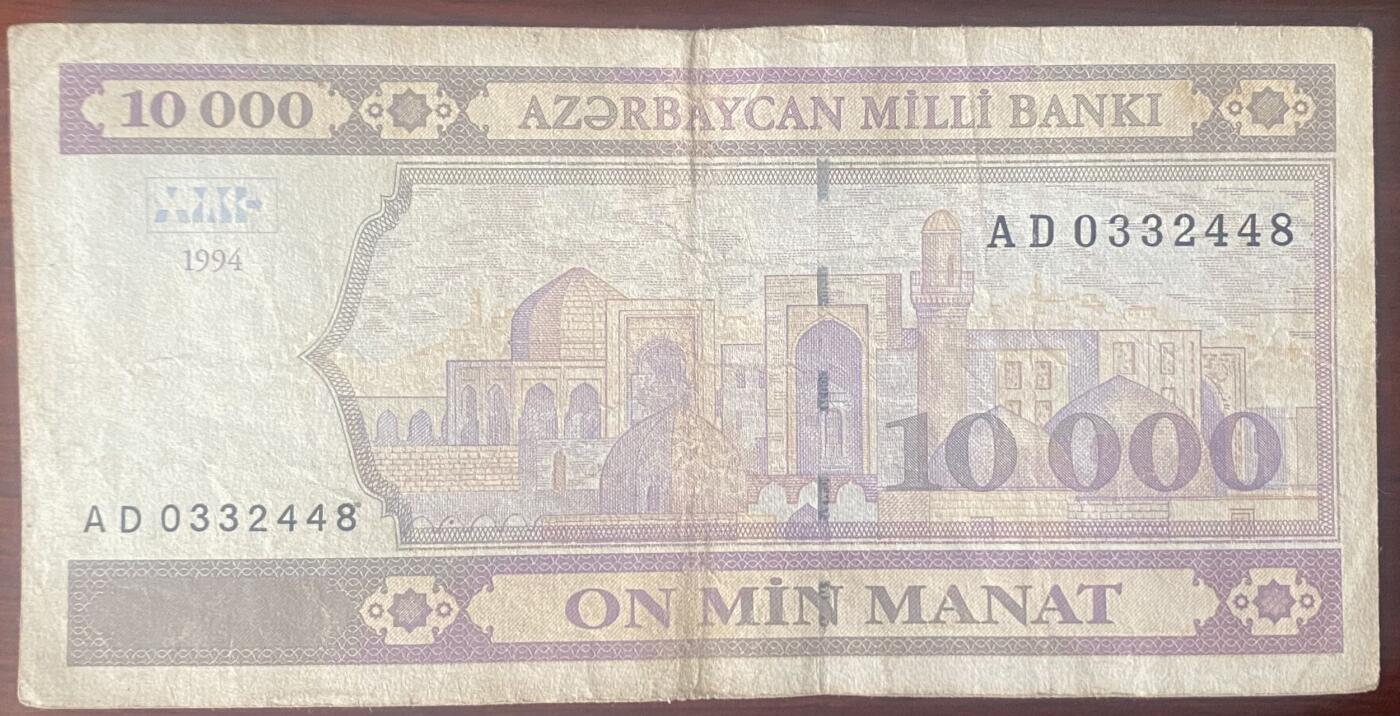 10 000
AZƏRBAYCAN MİLLİ BANKI
1994
AD 0332448
10 000
AD 0332448
ON MİN MANAT